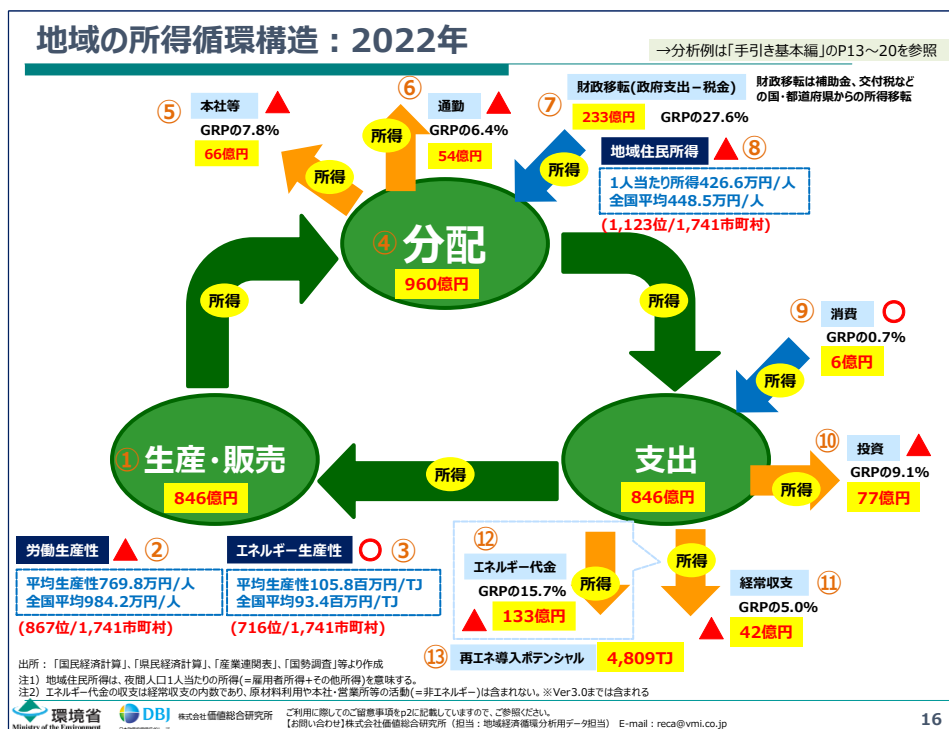 地域の所得循環構造：2022年
→分析例は「手引き基本編」のP13～20を参照
⑤
本社等
▲
GRPの7.8%
66億円
⑥
通勤
▲
GRPの6.4%
54億円
⑦
財政移転(政府支出－税金)
233億円 GRPの27.6%
財政移転は補助金、交付税など
の国・都道府県からの所得移転
地域住民所得
▲
⑧
1人当たり所得426.6万円/人
全国平均448.5万円/人
(1,123位/1,741市町村)
所得
所得
所得
④ 分配
960億円
所得
所得
⑨
消費
○
GRPの0.7%
6億円
所得
① 生産・販売
846億円
所得
支出
846億円
⑩
投資
▲
GRPの9.1%
77億円
所得
労働生産性
▲
②
平均生産性769.8万円/人
全国平均984.2万円/人
(867位/1,741市町村)
エネルギー生産性
○
③
平均生産性105.8百万円/TJ
全国平均93.4百万円/TJ
(716位/1,741市町村)
⑫
エネルギー代金
GRPの15.7%
▲
133億円
所得
所得
経常収支
⑪
GRPの5.0%
▲
42億円
⑬
再エネ導入ポテンシャル
4,809TJ
出所：「国民経済計算」、「県民経済計算」、「産業連関表」、「国勢調査」等より作成
注1）地域住民所得は、夜間人口1人当たりの所得(=雇用者所得+その他所得)を意味する。
注2）エネルギー代金の収支は経常収支の内数であり、原材料利用や本社・営業所等の活動(=非エネルギー)は含まれない。※Ver3.0までは含まれる
環境省
Ministry of the Environment
DBJ
株式会社価値総合研究所
ご利用に際してのご留意事項をp2に記載していますので、ご参照ください。
【お問い合わせ】株式会社価値総合研究所（担当：地域経済循環分析用データ担当） E-mail：reca@vmi.co.jp
16